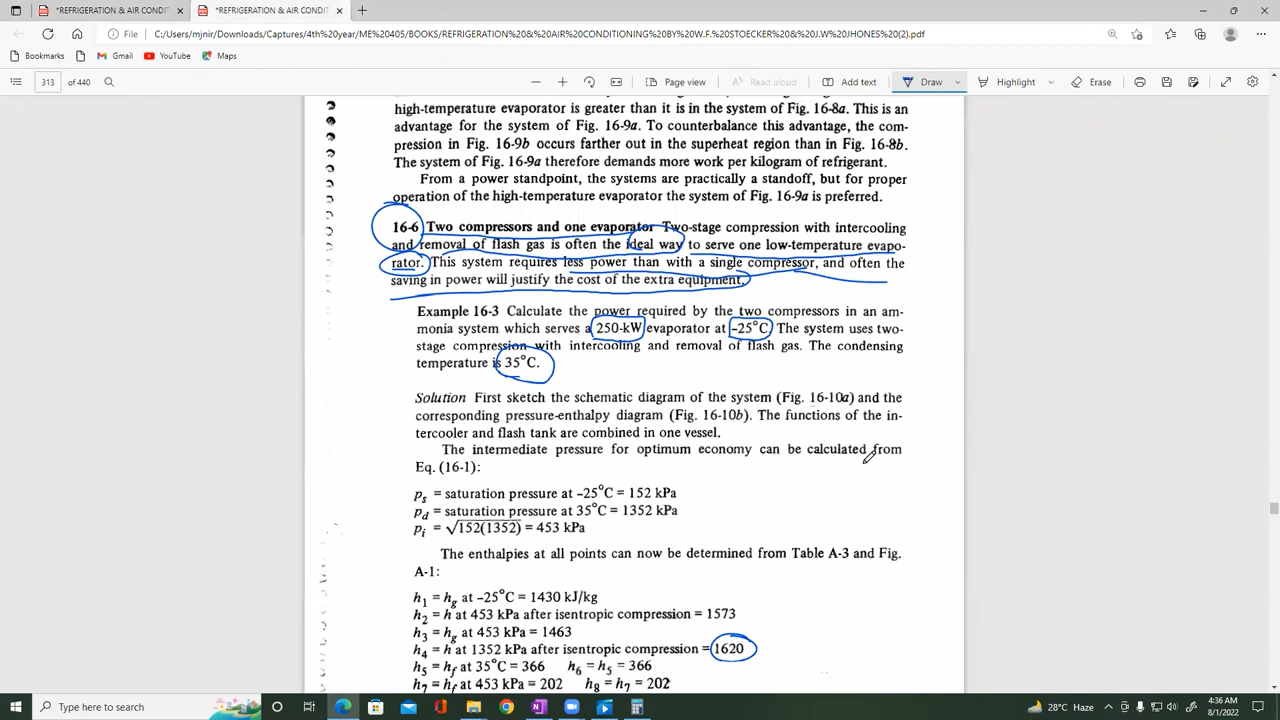 *REFRIGERATION & AIR CONDIT
*REFRIGERATION & AIR CONDIT
File
C:/Users/mjnir/Downloads/Captures/4th%20year/ME%20405/BOOKS/REFRIGERATION%20&%20AIR%20CONDITIONING%20BY%20W.F.%20STOECKER%20&%20J.W%20JHONES%20(2).pdf
Bookmarks
Gmail
YouTube
Maps
313 of 440
Page view
Read aloud
Add text
Draw
Highlight
Erase
high-temperature evaporator is greater than it is in the system of Fig. 16-8a. This is an
advantage for the system of Fig. 16-9a. To counterbalance this advantage, the com-
pression in Fig. 16-9b occurs farther out in the superheat region than in Fig. 16-8b.
The system of Fig. 16-9a therefore demands more work per kilogram of refrigerant.
From a power standpoint, the systems are practically a standoff, but for proper
operation of the high-temperature evaporator the system of Fig. 16-9a is preferred.
16-6 Two compressors and one evaporator Two-stage compression with intercooling
and removal of flash gas is often the ideal way to serve one low-temperature evapo-
rator. This system requires less power than with a single compressor, and often the
saving in power will justify the cost of the extra equipment.
Example 16-3 Calculate the power required by the two compressors in an am-
monia system which serves a 250-kW evaporator at -25°C. The system uses two-
stage compression with intercooling and removal of flash gas. The condensing
temperature is 35°C.
Solution First sketch the schematic diagram of the system (Fig. 16-10a) and the
corresponding pressure-enthalpy diagram (Fig. 16-10b). The functions of the in-
tercooler and flash tank are combined in one vessel.
The intermediate pressure for optimum economy can be calculated from
Eq. (16-1):
pₛ = saturation pressure at -25°C = 152 kPa
p_d = saturation pressure at 35°C = 1352 kPa
pᵢ = √152(1352) = 453 kPa
The enthalpies at all points can now be determined from Table A-3 and Fig.
A-1:
h₁ = h_g at -25°C = 1430 kJ/kg
h₂ = h at 453 kPa after isentropic compression = 1573
h₃ = h_g at 453 kPa = 1463
h₄ = h at 1352 kPa after isentropic compression = 1620
h₅ = h_f at 35°C = 366 h₆ = h₅ = 366
h₇ = h_f at 453 kPa = 202 h₈ = h₇ = 202
Type here to search
28°C Haze
4:36 AM
8/1/2022